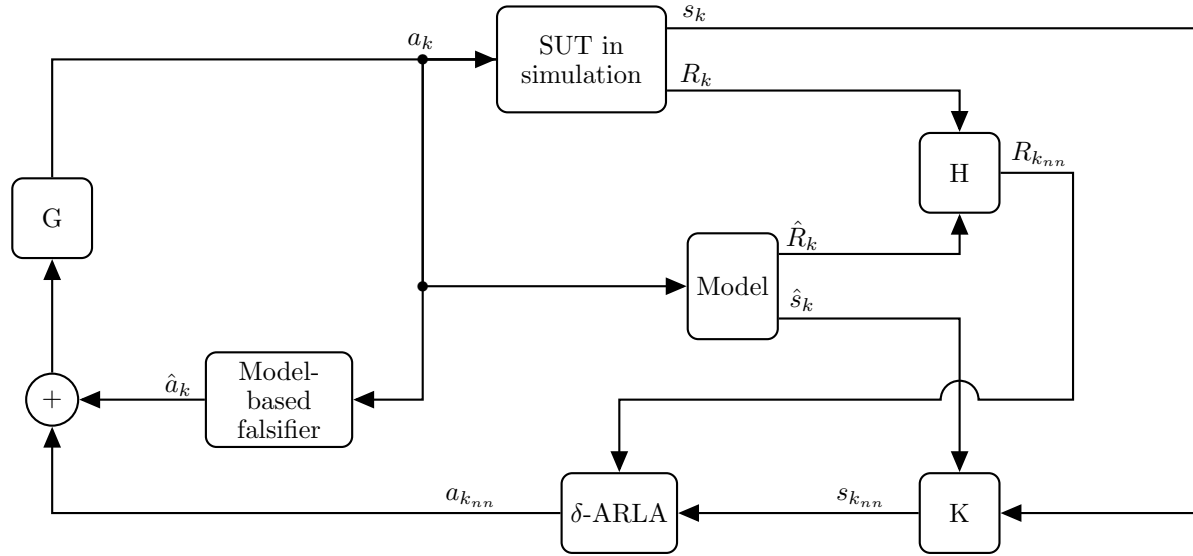 s_k
a_k
SUT in
simulation
R_k
H
R_{k_{nn}}
G
\hat{R}_k
Model
\hat{s}_k
Model-
based
falsifier
\hat{a}_k
+
a_{k_{nn}}
δ-ARLA
s_{k_{nn}}
K